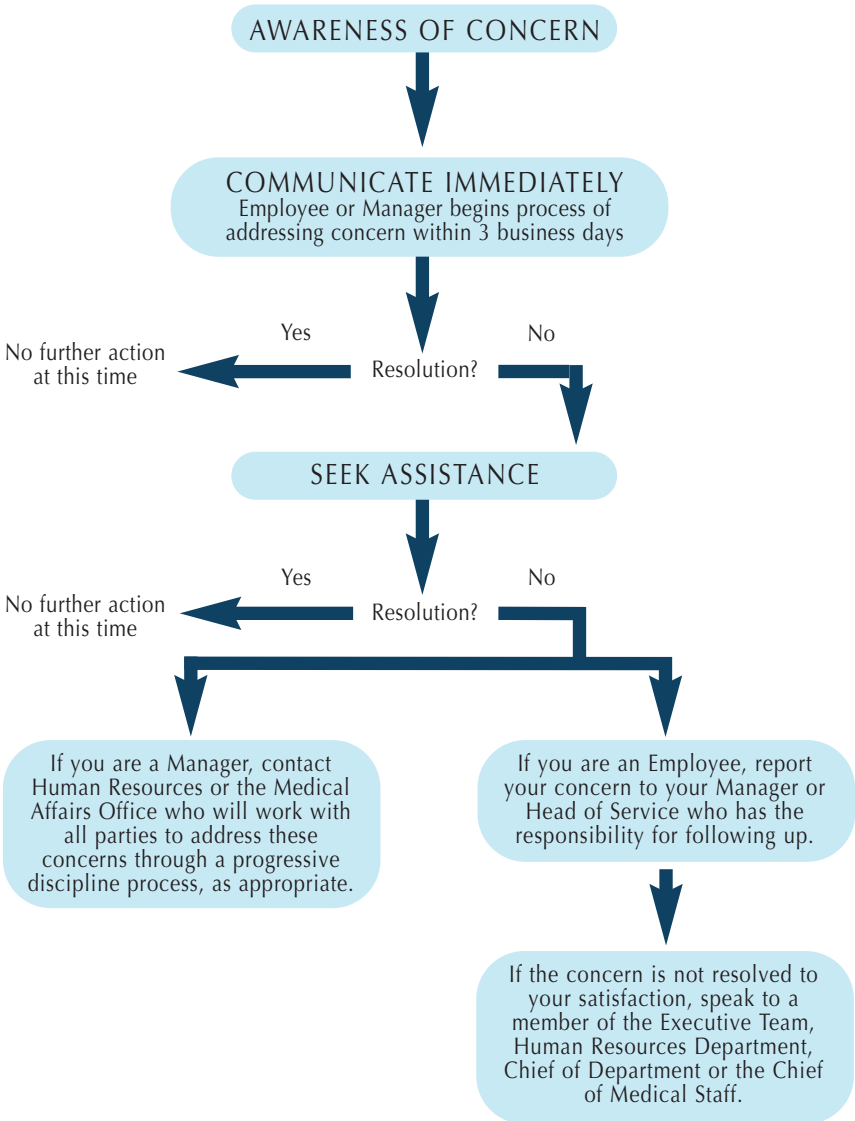 AWARENESS OF CONCERN
COMMUNICATE IMMEDIATELY
Employee or Manager begins process of
addressing concern within 3 business days
Yes
No
No further action
at this time
Resolution?
SEEK ASSISTANCE
Yes
No
No further action
at this time
Resolution?
If you are a Manager, contact
Human Resources or the Medical
Affairs Office who will work with
all parties to address these
concerns through a progressive
discipline process, as appropriate.
If you are an Employee, report
your concern to your Manager or
Head of Service who has the
responsibility for following up.
If the concern is not resolved to
your satisfaction, speak to a
member of the Executive Team,
Human Resources Department,
Chief of Department or the Chief
of Medical Staff.